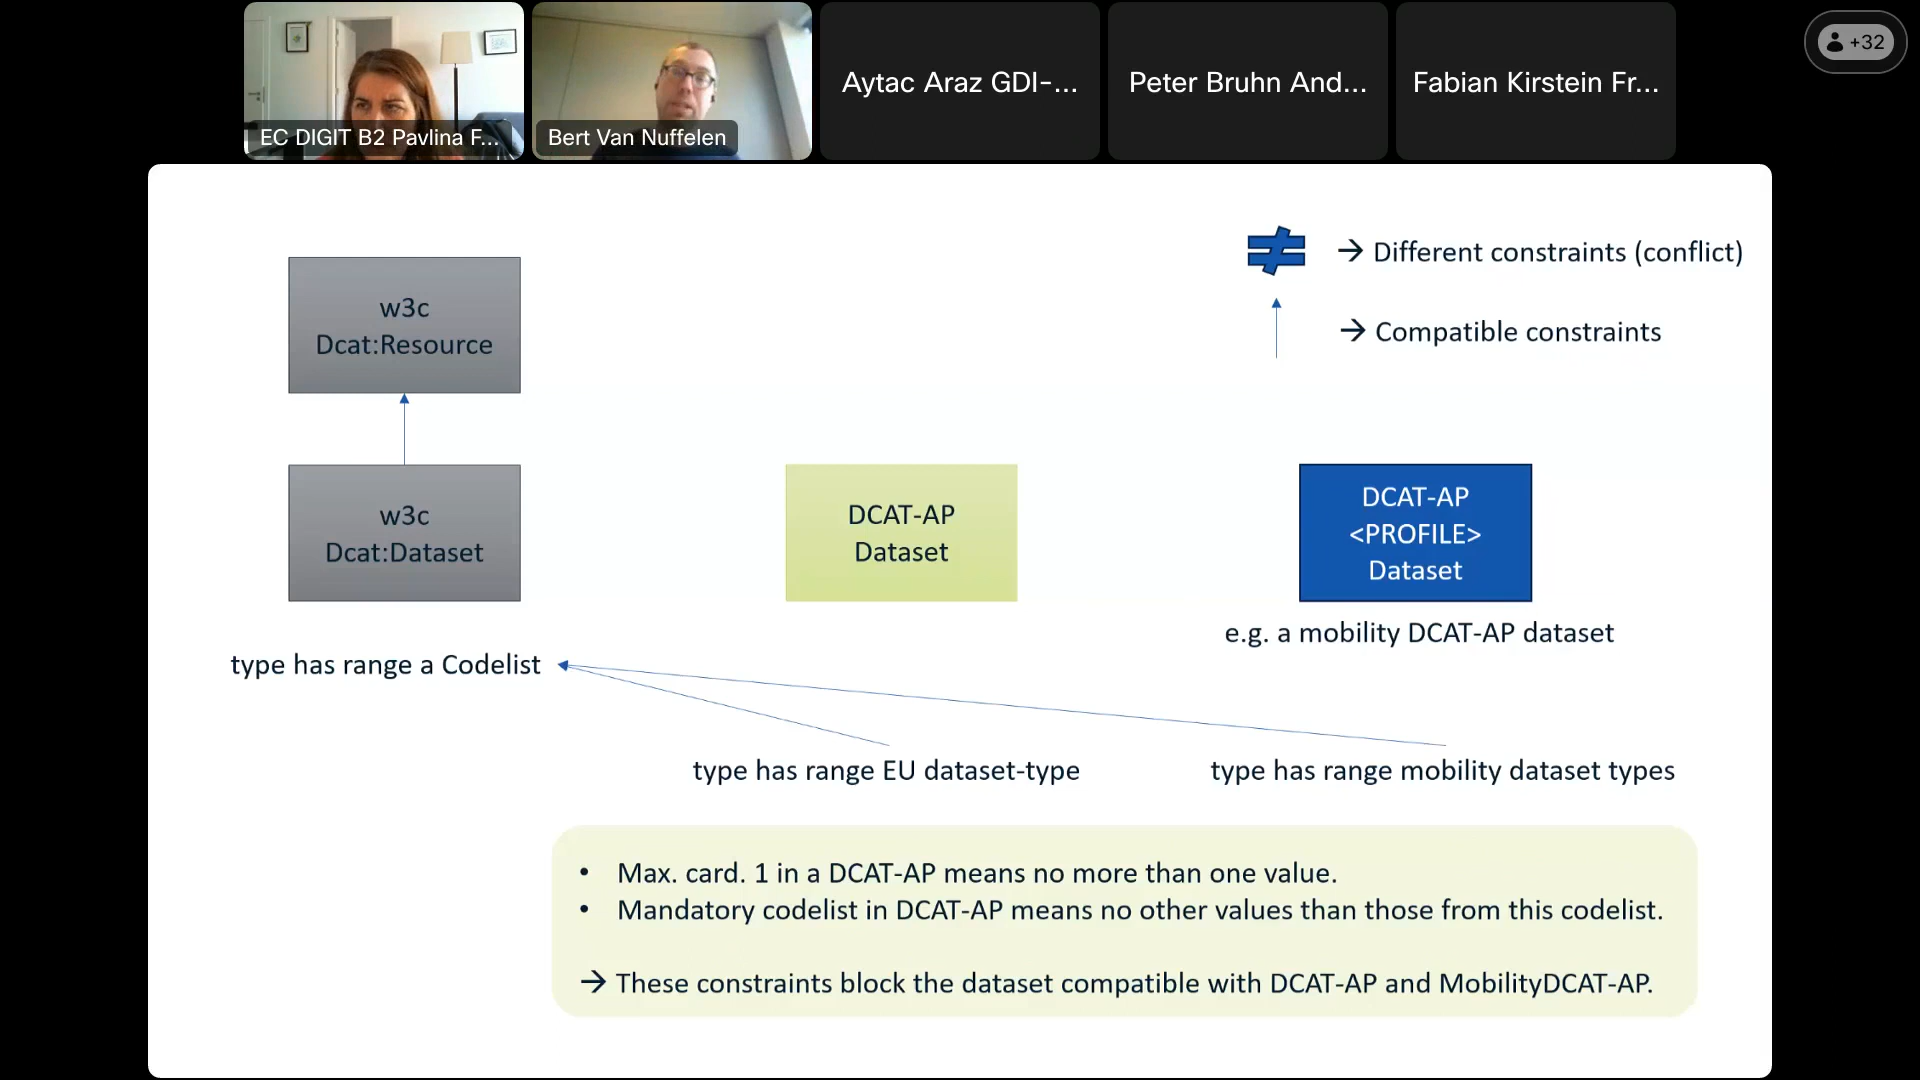 EC DIGIT B2 Pavlina F...
Bert Van Nuffelen
Aytac Araz GDI-...
Peter Bruhn And...
Fabian Kirstein Fr...
+32
w3c
Dcat:Resource
→ Different constraints (conflict)
→ Compatible constraints
w3c
Dcat:Dataset
DCAT-AP
Dataset
DCAT-AP
<PROFILE>
Dataset
e.g. a mobility DCAT-AP dataset
type has range a Codelist
type has range EU dataset-type
type has range mobility dataset types
• Max. card. 1 in a DCAT-AP means no more than one value.
• Mandatory codelist in DCAT-AP means no other values than those from this codelist.
→ These constraints block the dataset compatible with DCAT-AP and MobilityDCAT-AP.